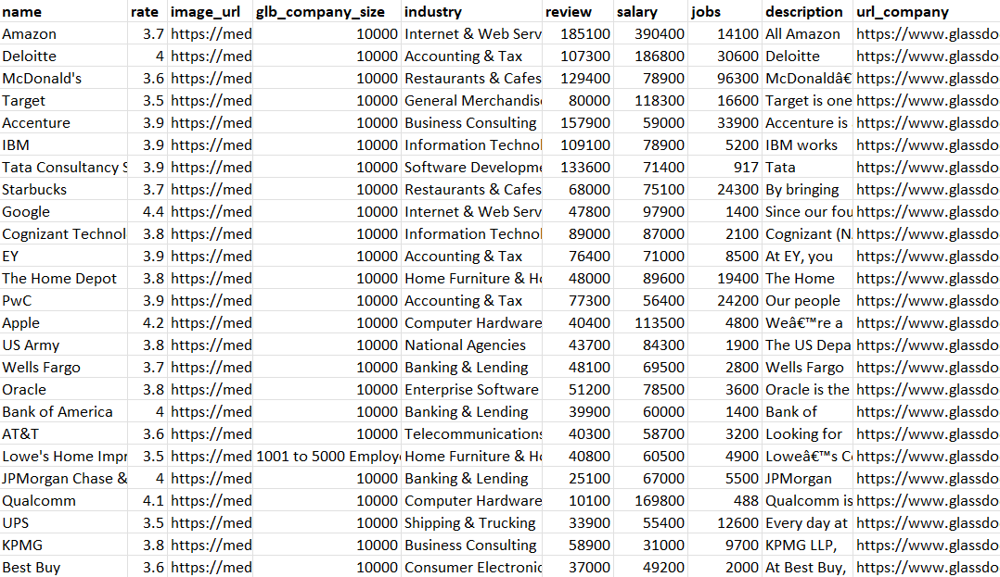 name rate image_url glb_company_size industry review salary jobs description url_company
Amazon 3.7 https://med 10000 Internet & Web Serv 185100 390400 14100 All Amazon https://www.glassdo
Deloitte 4 https://med 10000 Accounting & Tax 107300 186800 30600 Deloitte https://www.glassdo
McDonald's 3.6 https://med 10000 Restaurants & Cafes 129400 78900 96300 McDonaldâ€ https://www.glassdo
Target 3.5 https://med 10000 General Merchandis 80000 118300 16600 Target is one https://www.glassdo
Accenture 3.9 https://med 10000 Business Consulting 157900 59000 33900 Accenture is https://www.glassdo
IBM 3.9 https://med 10000 Information Technol 109100 78900 5200 IBM works https://www.glassdo
Tata Consultancy S 3.9 https://med 10000 Software Developme 133600 71400 917 Tata https://www.glassdo
Starbucks 3.7 https://med 10000 Restaurants & Cafes 68000 75100 24300 By bringing https://www.glassdo
Google 4.4 https://med 10000 Internet & Web Serv 47800 97900 1400 Since our fou https://www.glassdo
Cognizant Technol 3.8 https://med 10000 Information Technol 89000 87000 2100 Cognizant (N. https://www.glassdo
EY 3.9 https://med 10000 Accounting & Tax 76400 71000 8500 At EY, you https://www.glassdo
The Home Depot 3.8 https://med 10000 Home Furniture & Ho 48000 89600 19400 The Home https://www.glassdo
PwC 3.9 https://med 10000 Accounting & Tax 77300 56400 24200 Our people https://www.glassdo
Apple 4.2 https://med 10000 Computer Hardware 40400 113500 4800 Weâ€™re a https://www.glassdo
US Army 3.8 https://med 10000 National Agencies 43700 84300 1900 The US Depa https://www.glassdo
Wells Fargo 3.7 https://med 10000 Banking & Lending 48100 69500 2800 Wells Fargo https://www.glassdo
Oracle 3.8 https://med 10000 Enterprise Software 51200 78500 3600 Oracle is the https://www.glassdo
Bank of America 4 https://med 10000 Banking & Lending 39900 60000 1400 Bank of https://www.glassdo
AT&T 3.6 https://med 10000 Telecommunications 40300 58700 3200 Looking for https://www.glassdo
Lowe's Home Impr 3.5 https://med 1001 to 5000 Employe Home Furniture & Ho 40800 60500 4900 Loweâ€™s C https://www.glassdo
JPMorgan Chase & 4 https://med 10000 Banking & Lending 25100 67000 5500 JPMorgan https://www.glassdo
Qualcomm 4.1 https://med 10000 Computer Hardware 10100 169800 488 Qualcomm is https://www.glassdo
UPS 3.5 https://med 10000 Shipping & Trucking 33900 55400 12600 Every day at https://www.glassdo
KPMG 3.8 https://med 10000 Business Consulting 58900 31000 9700 KPMG LLP, https://www.glassdo
Best Buy 3.6 https://med 10000 Consumer Electronic 37000 49200 2000 At Best Buy, https://www.glassdo